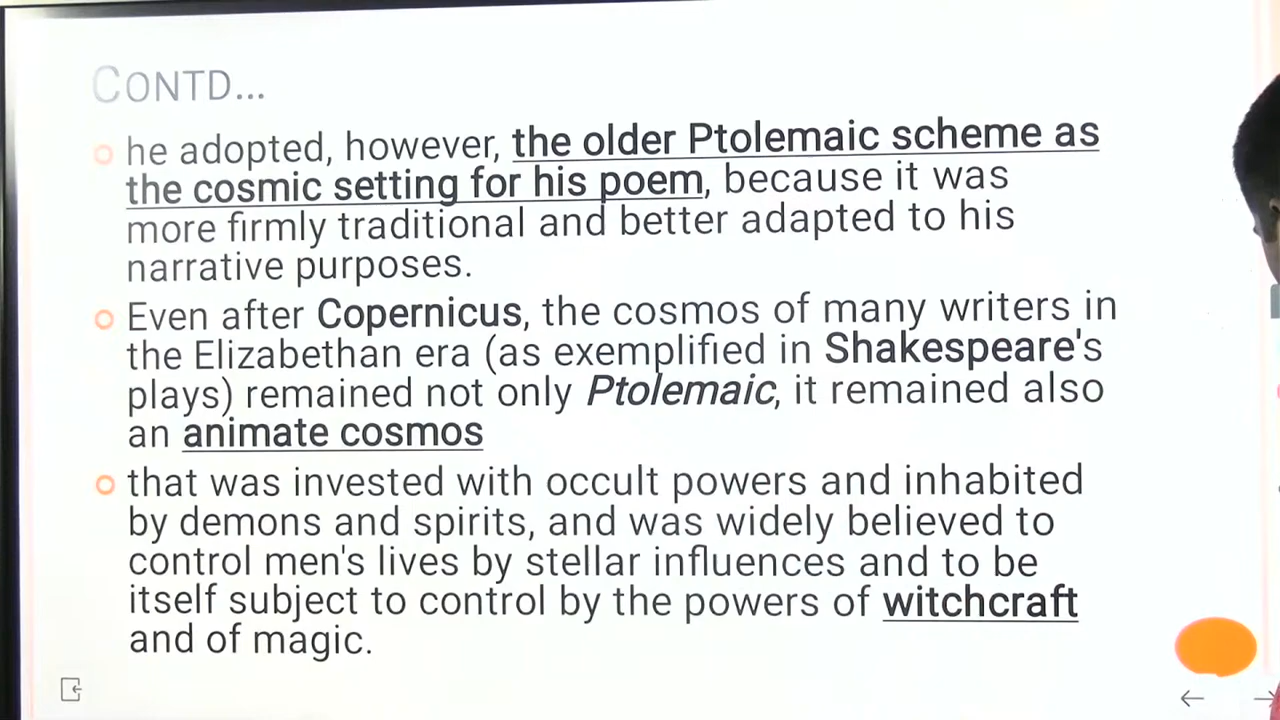 CONTD...
he adopted, however, the older Ptolemaic scheme as
the cosmic setting for his poem, because it was
more firmly traditional and better adapted to his
narrative purposes.
Even after Copernicus, the cosmos of many writers in
the Elizabethan era (as exemplified in Shakespeare's
plays) remained not only Ptolemaic, it remained also
an animate cosmos
that was invested with occult powers and inhabited
by demons and spirits, and was widely believed to
control men's lives by stellar influences and to be
itself subject to control by the powers of witchcraft
and of magic.